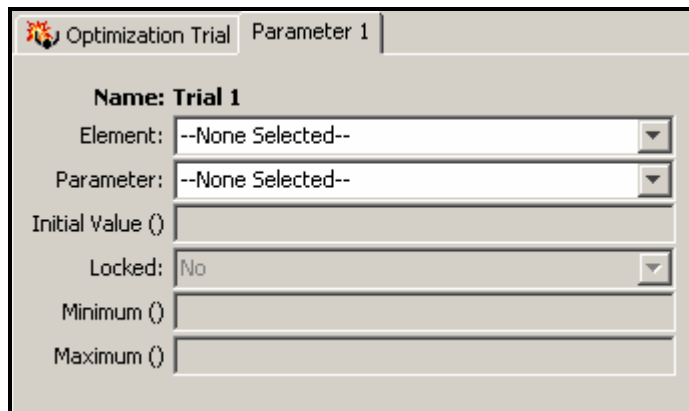 Optimization Trial Parameter 1
Name: Trial 1
Element: --None Selected--
Parameter: --None Selected--
Initial Value ()
Locked: No
Minimum ()
Maximum ()